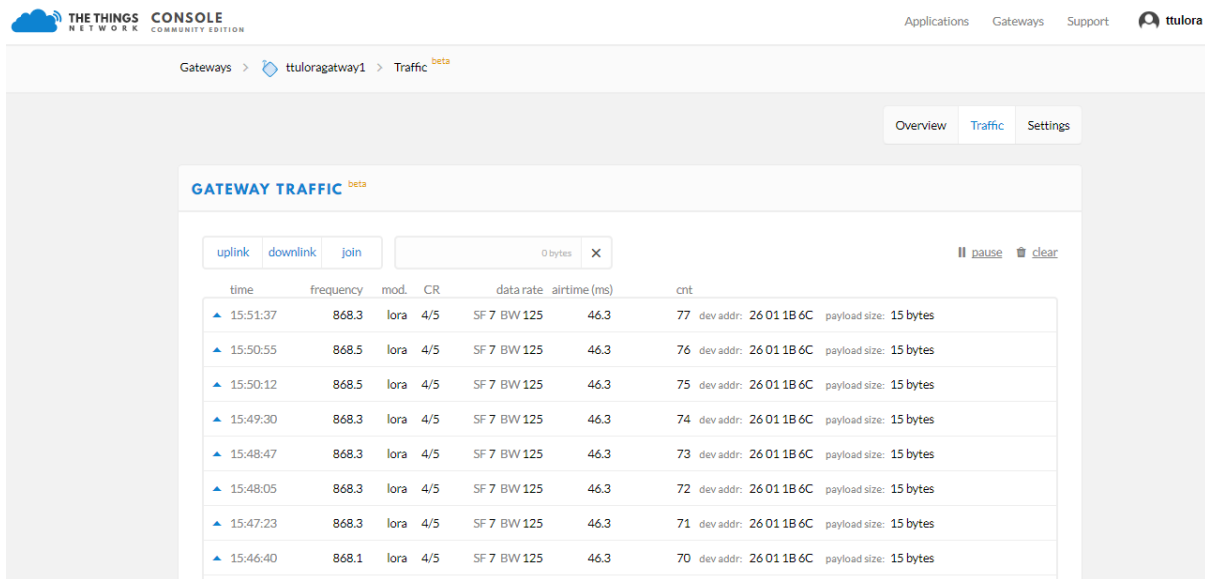 THE THINGS NETWORK CONSOLE COMMUNITY EDITION Applications Gateways Support ttulora
Gateways > ttuloragatway1 > Traffic beta
Overview Traffic Settings
GATEWAY TRAFFIC beta
uplink downlink join 0 bytes × pause clear
time frequency mod. CR data rate airtime (ms) cnt
15:51:37 868.3 lora 4/5 SF 7 BW 125 46.3 77 dev addr: 26 01 1B 6C payload size: 15 bytes
15:50:55 868.5 lora 4/5 SF 7 BW 125 46.3 76 dev addr: 26 01 1B 6C payload size: 15 bytes
15:50:12 868.5 lora 4/5 SF 7 BW 125 46.3 75 dev addr: 26 01 1B 6C payload size: 15 bytes
15:49:30 868.3 lora 4/5 SF 7 BW 125 46.3 74 dev addr: 26 01 1B 6C payload size: 15 bytes
15:48:47 868.3 lora 4/5 SF 7 BW 125 46.3 73 dev addr: 26 01 1B 6C payload size: 15 bytes
15:48:05 868.3 lora 4/5 SF 7 BW 125 46.3 72 dev addr: 26 01 1B 6C payload size: 15 bytes
15:47:23 868.3 lora 4/5 SF 7 BW 125 46.3 71 dev addr: 26 01 1B 6C payload size: 15 bytes
15:46:40 868.1 lora 4/5 SF 7 BW 125 46.3 70 dev addr: 26 01 1B 6C payload size: 15 bytes